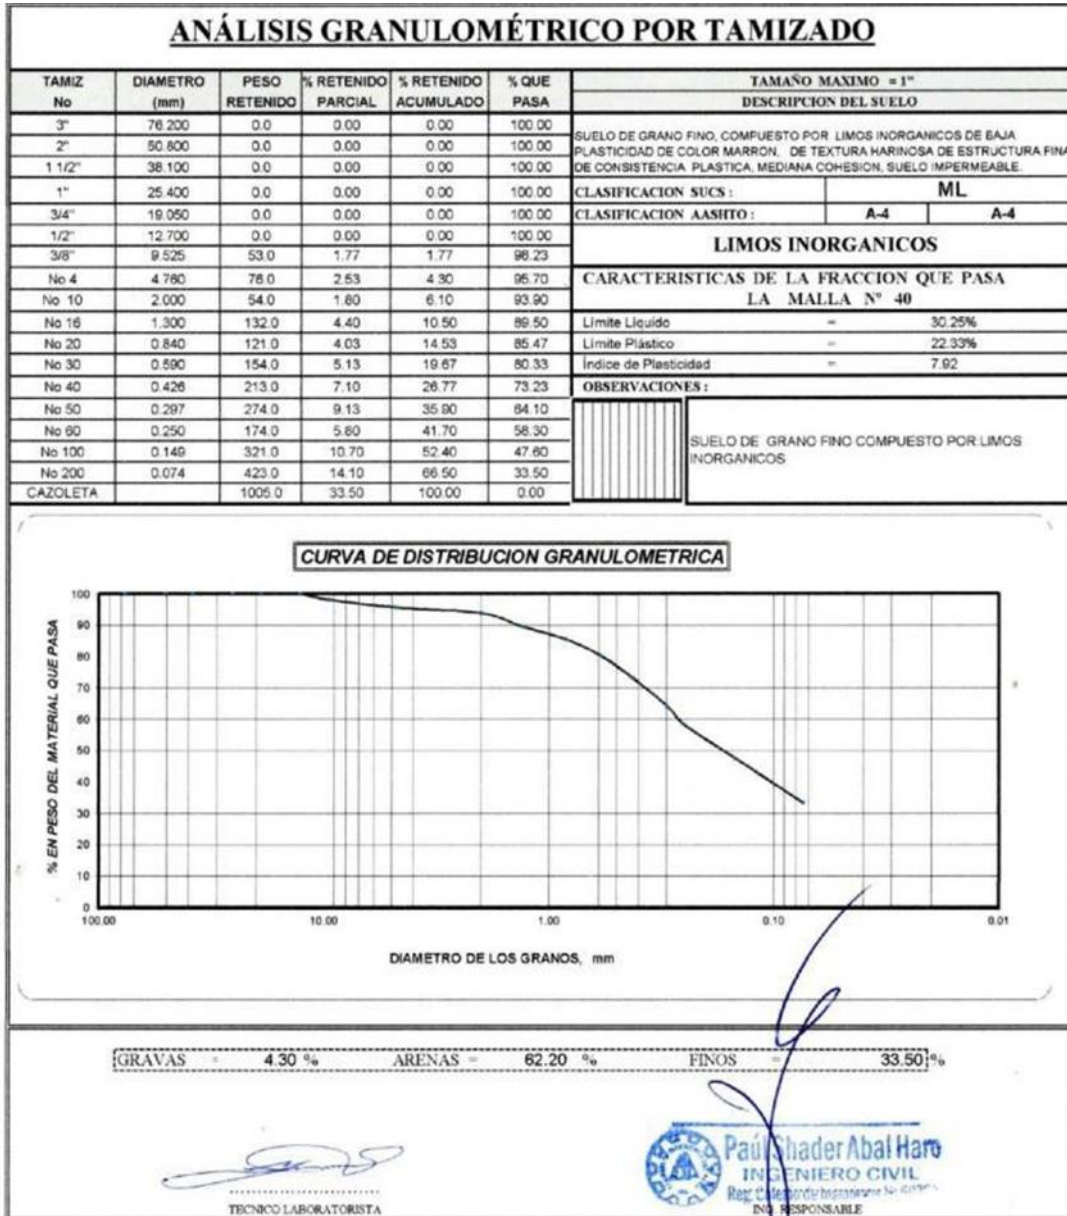 ANÁLISIS GRANULOMÉTRICO POR TAMIZADO
TAMIZ No DIAMETRO (mm) PESO RETENIDO % RETENIDO PARCIAL % RETENIDO ACUMULADO % QUE PASA
3" 76.200 0.0 0.00 0.00 100.00
2" 50.800 0.0 0.00 0.00 100.00
1 1/2" 38.100 0.0 0.00 0.00 100.00
1" 25.400 0.0 0.00 0.00 100.00
3/4" 19.050 0.0 0.00 0.00 100.00
1/2" 12.700 0.0 0.00 0.00 100.00
3/8" 9.525 53.0 1.77 1.77 98.23
No 4 4.760 76.0 2.53 4.30 95.70
No 10 2.000 54.0 1.80 6.10 93.90
No 16 1.300 132.0 4.40 10.50 89.50
No 20 0.840 121.0 4.03 14.53 85.47
No 30 0.590 154.0 5.13 19.67 80.33
No 40 0.426 213.0 7.10 26.77 73.23
No 50 0.297 274.0 9.13 35.90 64.10
No 60 0.250 174.0 5.80 41.70 58.30
No 100 0.149 321.0 10.70 52.40 47.60
No 200 0.074 423.0 14.10 66.50 33.50
CAZOLETA 1005.0 33.50 100.00 0.00
TAMAÑO MAXIMO = 1"
DESCRIPCION DEL SUELO
SUELO DE GRANO FINO, COMPUESTO POR LIMOS INORGANICOS DE BAJA
PLASTICIDAD DE COLOR MARRON, DE TEXTURA HARINOSA DE ESTRUCTURA FINA
DE CONSISTENCIA PLASTICA, MEDIANA COHESION, SUELO IMPERMEABLE.
CLASIFICACION SUCS : ML
CLASIFICACION AASHTO : A-4 A-4
LIMOS INORGANICOS
CARACTERISTICAS DE LA FRACCION QUE PASA
LA MALLA N° 40
Límite Líquido = 30.25%
Límite Plástico = 22.33%
Índice de Plasticidad = 7.92
OBSERVACIONES :
SUELO DE GRANO FINO COMPUESTO POR LIMOS
INORGANICOS
CURVA DE DISTRIBUCION GRANULOMETRICA
% EN PESO DEL MATERIAL QUE PASA
100
90
80
70
60
50
40
30
20
10
0
100.00 10.00 1.00 0.10 0.01
DIAMETRO DE LOS GRANOS, mm
GRAVAS = 4.30 % ARENAS = 62.20 % FINOS = 33.50 %
TECNICO LABORATORISTA
Paúl Shader Abal Haro
INGENIERO CIVIL
ING. RESPONSABLE